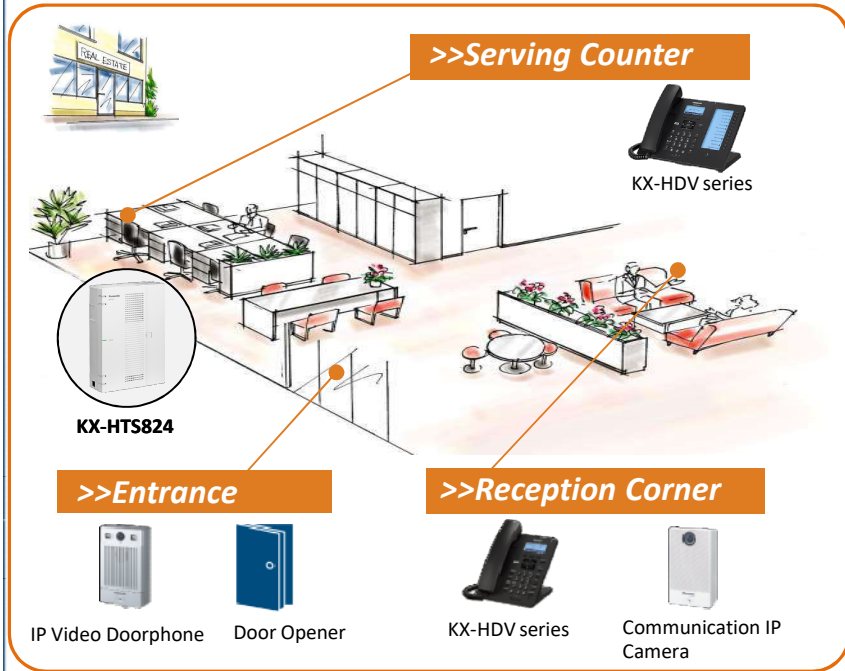 REAL ESTATE
>>Serving Counter
KX-HDV series
KX-HTS824
>>Entrance
>>Reception Corner
IP Video Doorphone
Door Opener
KX-HDV series
Communication IP
Camera